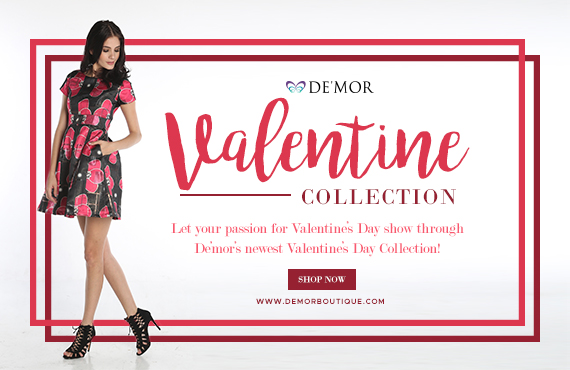 DE'MOR
Valentine
COLLECTION
Let your passion for Valentine's Day show through
De'mor's newest Valentine's Day Collection!
SHOP NOW
WWW.DEMORBOUTIQUE.COM